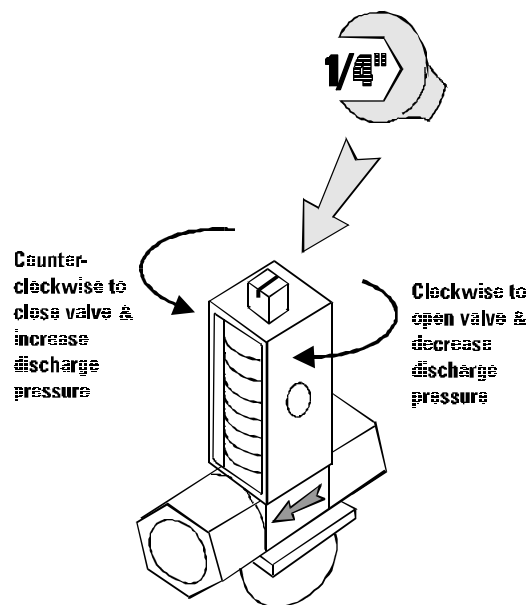 1/4"
Counter-
clockwise to
close valve &
increase
discharge
pressure
Clockwise to
open valve &
decrease
discharge
pressure